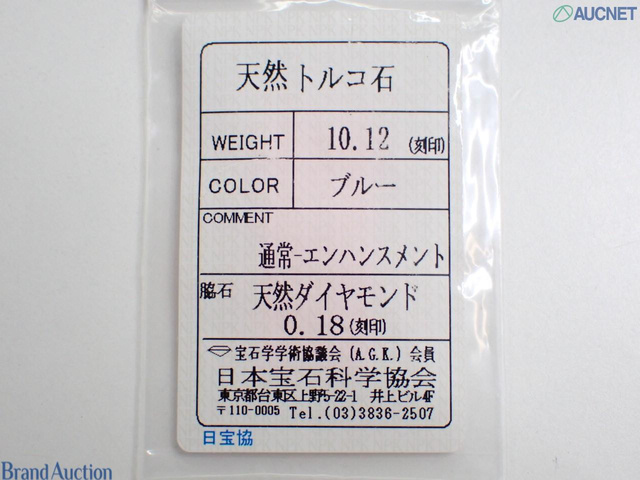 AUCNET
天然トルコ石
WEIGHT 10.12 (刻印)
COLOR ブルー
COMMENT
通常-エンハンスメント
脇石 天然ダイヤモンド
0.18 (刻印)
宝石学学術協議会 (A.G.K.) 会員
日本宝石科学協会
東京都台東区上野5-22-1 井上ビル4F
〒110-0005 Tel.(03)3836-2507
日宝協
Brand Auction